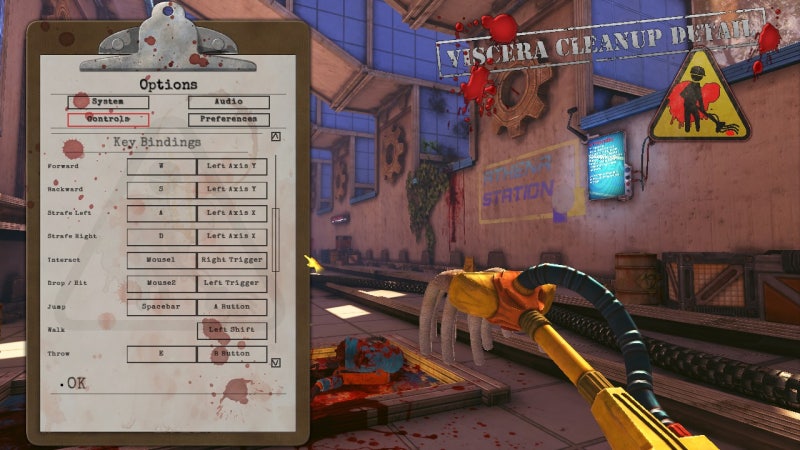 Options
System Audio
Controls Preferences
Key Bindings
Forward W Left Axis Y
Backward S Left Axis Y
Strafe Left A Left Axis X
Strafe Right D Left Axis X
Interact Mouse1 Right Trigger
Drop / Hit Mouse2 Left Trigger
Jump Spacebar A Button
Walk Left Shift
Throw E B Button
OK
VISCERA CLEANUP DETAIL
ATHENA
STATION